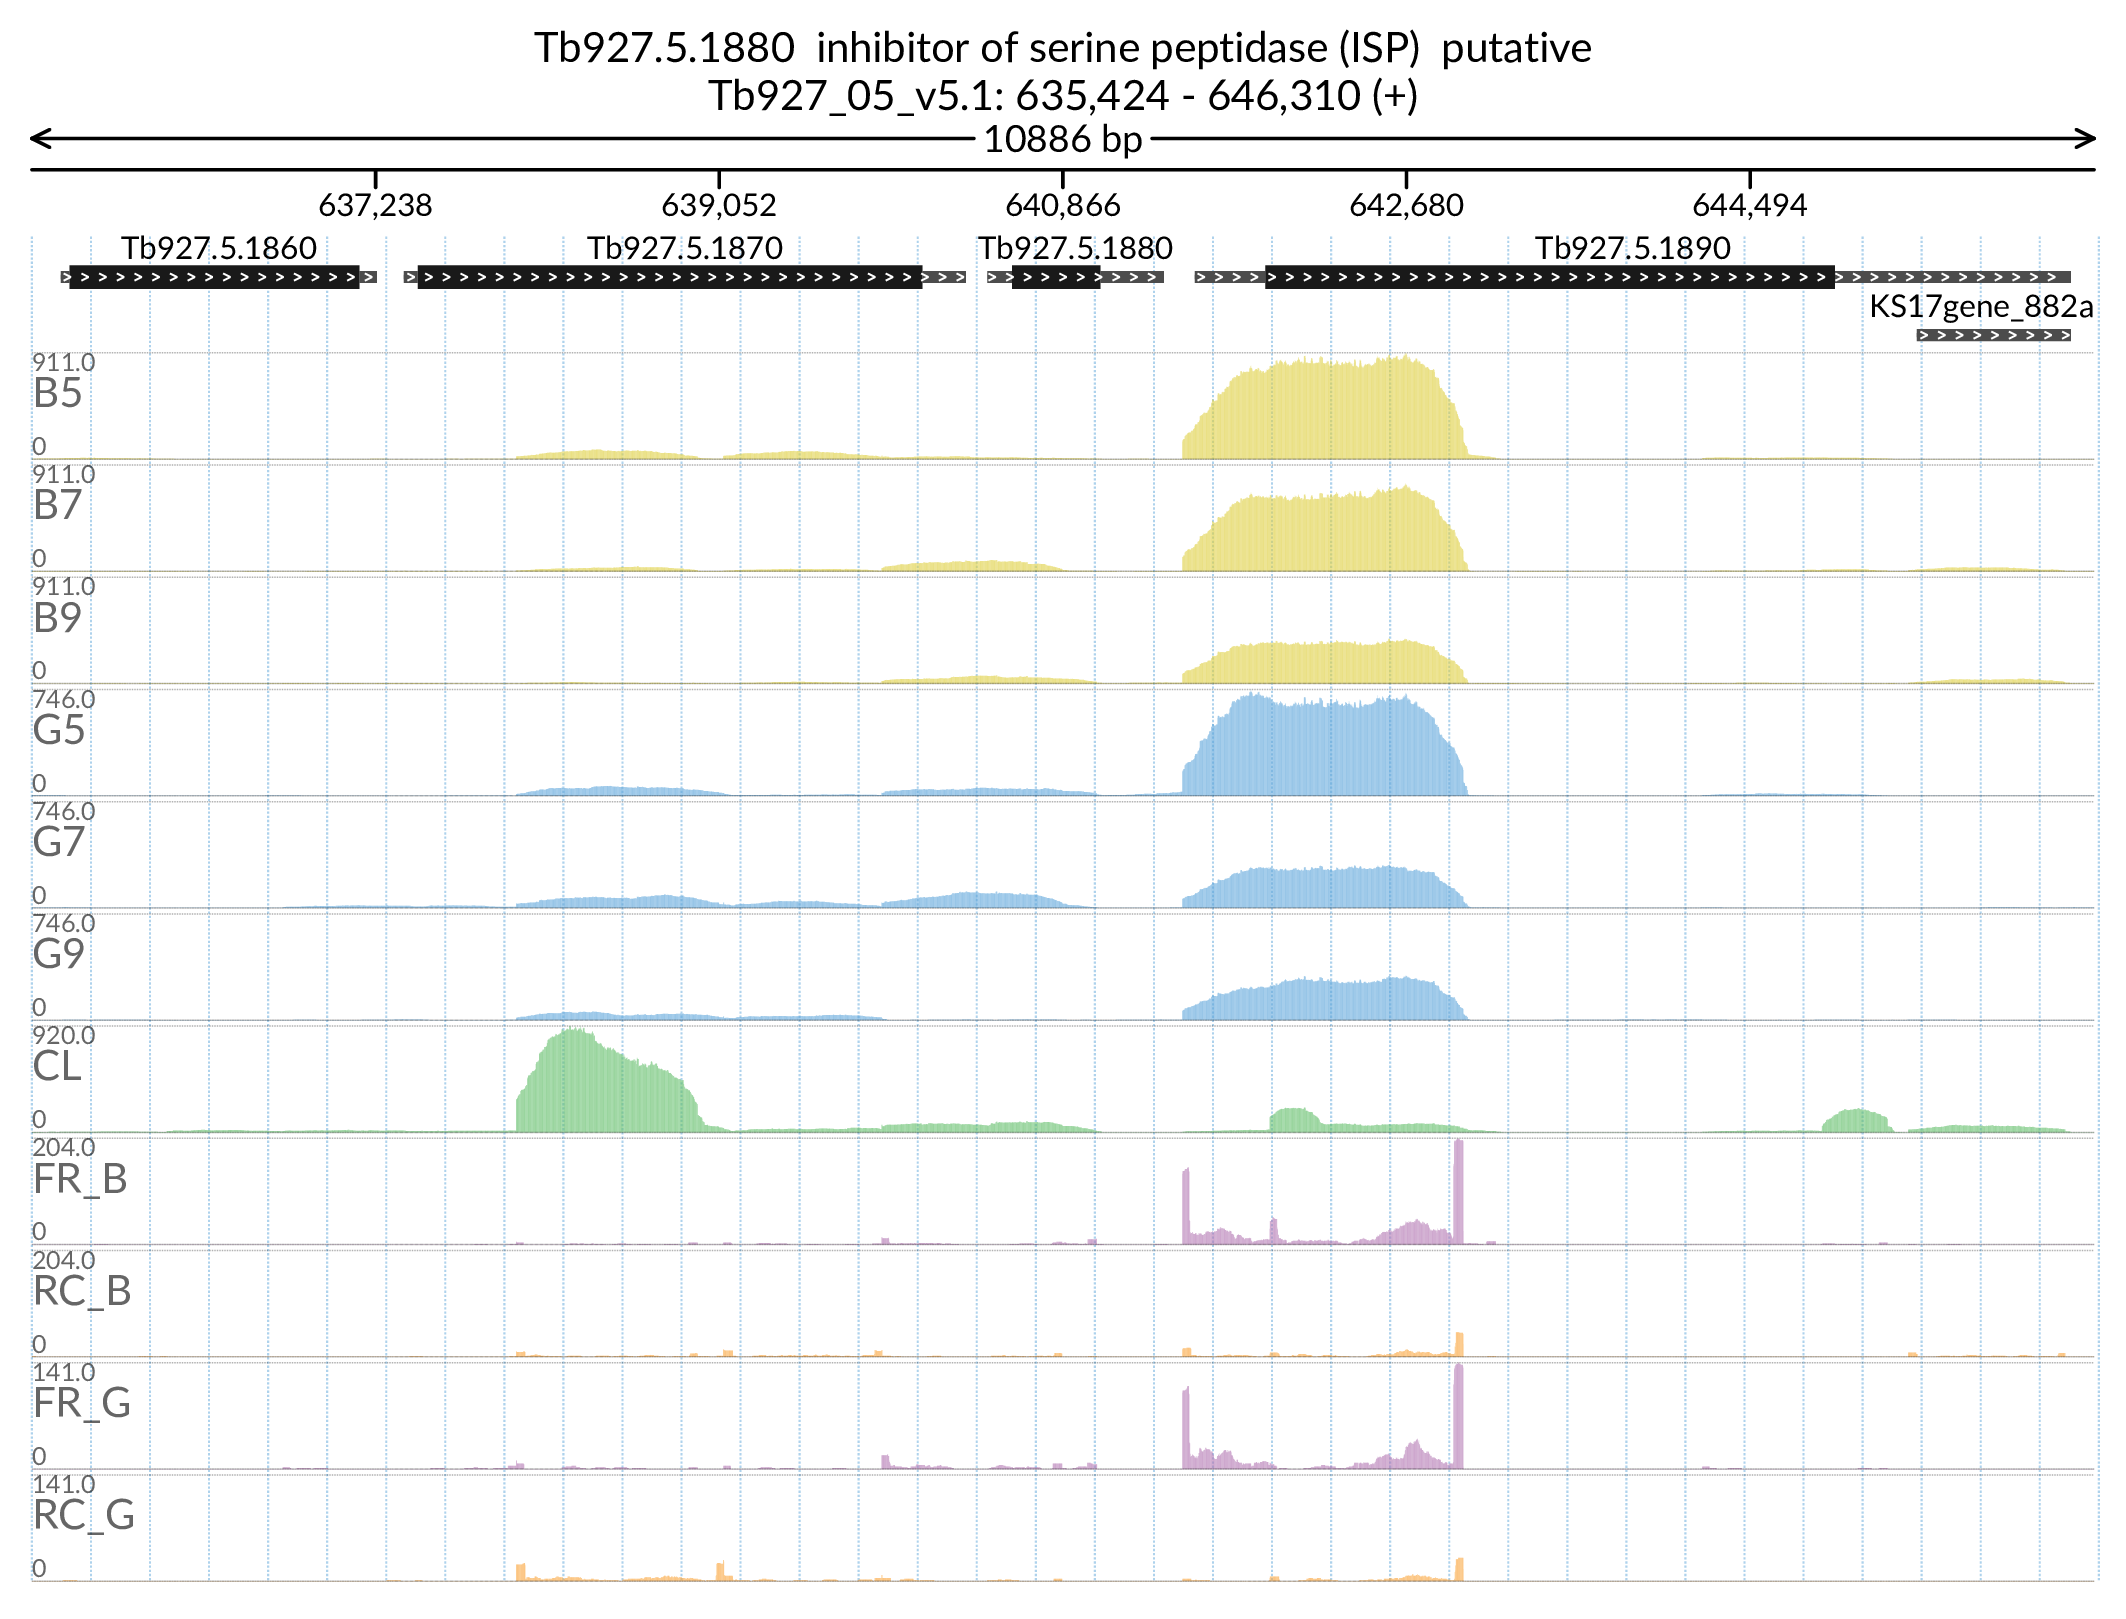 Tb927.5.1880 inhibitor of serine peptidase (ISP) putative
Tb927_05_v5.1: 635,424 - 646,310 (+)
10886 bp
637,238 639,052 640,866 642,680 644,494
Tb927.5.1860 Tb927.5.1870 Tb927.5.1880 Tb927.5.1890
KS17gene_882a
911.0
B5
0
911.0
B7
0
911.0
B9
0
746.0
G5
0
746.0
G7
0
746.0
G9
0
920.0
CL
0
204.0
FR_B
0
204.0
RC_B
0
141.0
FR_G
0
141.0
RC_G
0